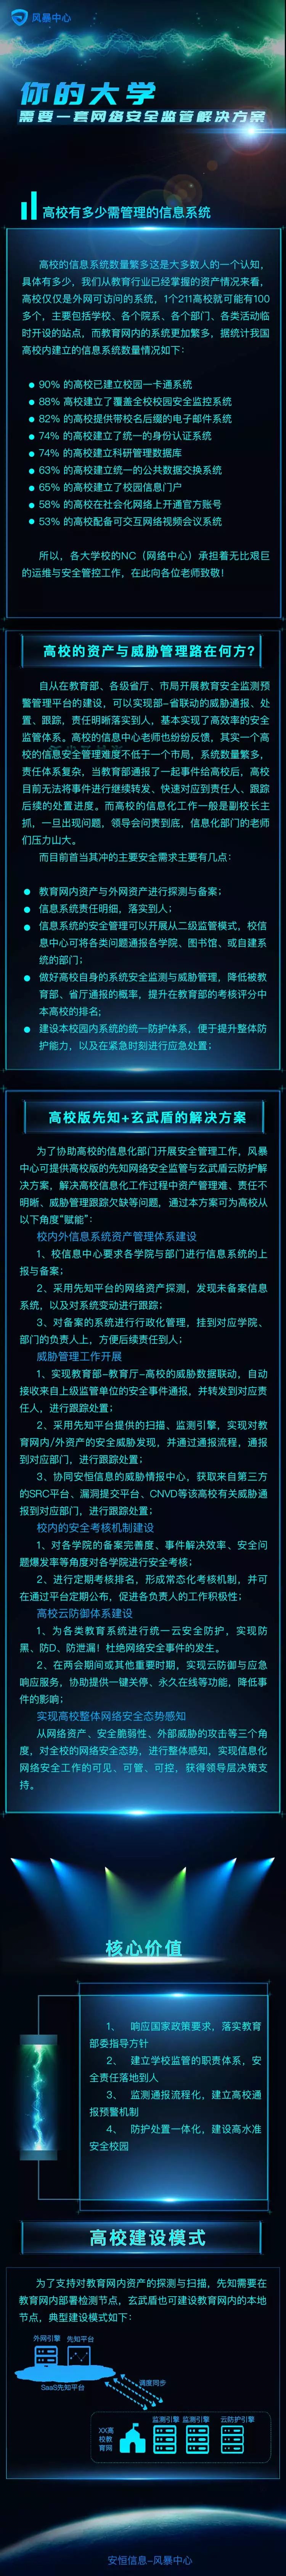 风暴中心
你的大学
需要一套网络安全监管解决方案
高校有多少需管理的信息系统
高校的信息系统数量繁多这是大多数人的一个认知，
具体有多少，我们从教育行业已经掌握的资产情况来看，
高校仅仅是外网可访问的系统，1个211高校就可能有100
多个，主要包括学校、各个院系、各个部门、各类活动临
时开设的站点，而教育网内的系统更加繁多，据统计我国
高校内建立的信息系统数量情况如下：
90% 的高校已建立校园一卡通系统
88% 高校建立了覆盖全校校园安全监控系统
82% 的高校提供带校名后缀的电子邮件系统
74% 的高校建立了统一的身份认证系统
74% 的高校建立科研管理数据库
63% 的高校建立统一的公共数据交换系统
65% 的高校建立了校园信息门户
58% 的高校在社会化网络上开通官方账号
53% 的高校配备可交互网络视频会议系统
所以，各大学校的NC（网络中心）承担着无比艰巨
的运维与安全管控工作，在此向各位老师致敬！
高校的资产与威胁管理路在何方?
自从在教育部、各级省厅、市局开展教育安全监测预
警管理平台的建设，可以实现部-省联动的威胁通报、处
置、跟踪，责任明晰落实到人，基本实现了高效率的安全
监管体系。高校的信息中心老师也纷纷反馈，其实一个高
校的信息安全管理难度不低于一个市局，系统数量繁多，
责任体系复杂，当教育部通报了一起事件给高校后，高校
目前无法将事件进行继续转发、快速对应到责任人、跟踪
后续的处置进度。而高校的信息化工作一般是副校长主
抓，一旦出现问题，领导会问责到底，信息化部门的老师
们压力山大。
而目前首当其冲的主要安全需求主要有几点：
教育网内资产与外网资产进行探测与备案；
信息系统责任明细，落实到人；
信息系统的安全管理可以开展从二级监管模式，校信
息中心可将各类问题通报各学院、图书馆、或自建系
统的部门；
做好高校自身的系统安全监测与威胁管理，降低被教
育部、省厅通报的概率，提升在教育部的考核评分中
本高校的排名；
建设本校园内系统的统一防护体系，便于提升整体防
护能力，以及在紧急时刻进行应急处置；
高校版先知+玄武盾的解决方案
为了协助高校的信息化部门开展安全管理工作，风暴
中心可提供高校版的先知网络安全监管与玄武盾云防护解
决方案，解决高校信息化工作过程中资产管理难、责任不
明晰、威胁管理跟踪欠缺等问题，通过本方案可为高校从
以下角度“赋能”：
校内外信息系统资产管理体系建设
1、校信息中心要求各学院与部门进行信息系统的上
报与备案；
2、采用先知平台的网络资产探测，发现未备案信息
系统，以及对系统变动进行跟踪；
3、对备案的系统进行行政化管理，挂到对应学院、
部门的负责人上，方便后续责任到人；
威胁管理工作开展
1、实现教育部-教育厅-高校的威胁数据联动，自动
接收来自上级监管单位的安全事件通报，并转发到对应责
任人，进行跟踪处置；
2、采用先知平台提供的扫描、监测引擎，实现对教
育网内/外资产的安全威胁发现，并通过通报流程，通报
到对应部门，进行跟踪处置；
3、协同安恒信息的威胁情报中心，获取来自第三方
的SRC平台、漏洞提交平台、CNVD等该高校有关威胁通
报到对应部门，进行跟踪处置；
校内的安全考核机制建设
1、对各学院的备案完善度、事件解决效率、安全问
题爆发率等角度对各学院进行安全考核；
2、进行定期考核排名，形成常态化考核机制，并可
在通过平台定期公布，促进各负责人的工作积极性；
高校云防御体系建设
1、为各类教育系统进行统一云安全防护，实现防
黑、防D、防泄漏！杜绝网络安全事件的发生。
2、在两会期间或其他重要时期，实现云防御与应急
响应服务，协助提供一键关停、永久在线等功能，降低事
件的影响；
实现高校整体网络安全态势感知
从网络资产、安全脆弱性、外部威胁的攻击等三个角
度，对全校的网络安全态势，进行整体感知，实现信息化
网络安全工作的可见、可管、可控，获得领导层决策支
持。
核心价值
1、 响应国家政策要求，落实教育
部委指导方针
2、 建立学校监管的职责体系，安
全责任落地到人
3、 监测通报流程化，建立高校通
报预警机制
4、 防护处置一体化，建设高水准
安全校园
高校建设模式
为了支持对教育网内资产的探测与扫描，先知需要在
教育网内部署检测节点，玄武盾也可建设教育网内的本地
节点，典型建设模式如下：
外网引擎 先知平台
SaaS先知平台
调度同步
XX高
校教
育网
监测引擎 监测引擎 云防护引擎
安恒信息-风暴中心